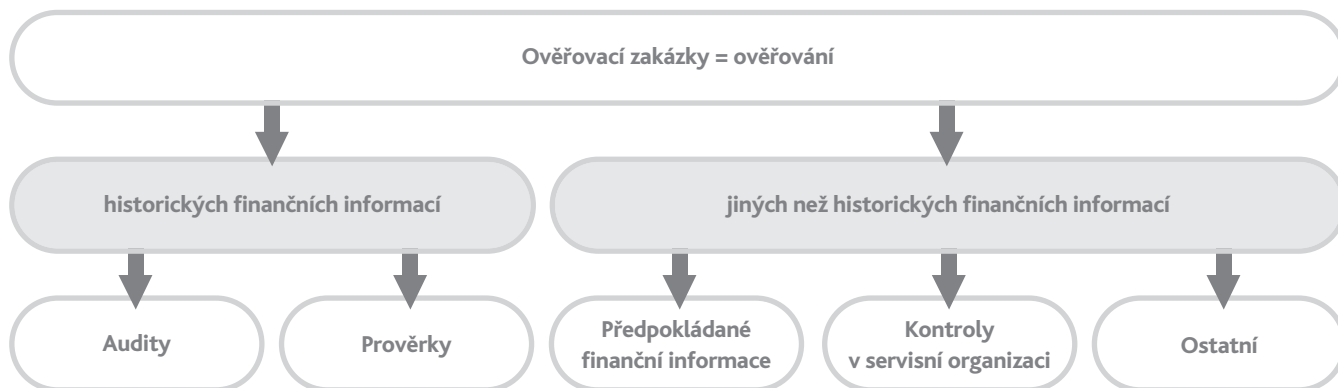 Ověřovací zakázky = ověřování
historických finančních informací
jiných než historických finančních informací
Audity
Prověrky
Předpokládané
finanční informace
Kontroly
v servisní organizaci
Ostatní